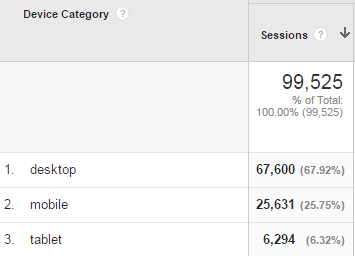 Device Category ?
Sessions ?
99,525
% of Total:
100.00% (99,525)
1. desktop 67,600 (67.92%)
2. mobile 25,631 (25.75%)
3. tablet 6,294 (6.32%)